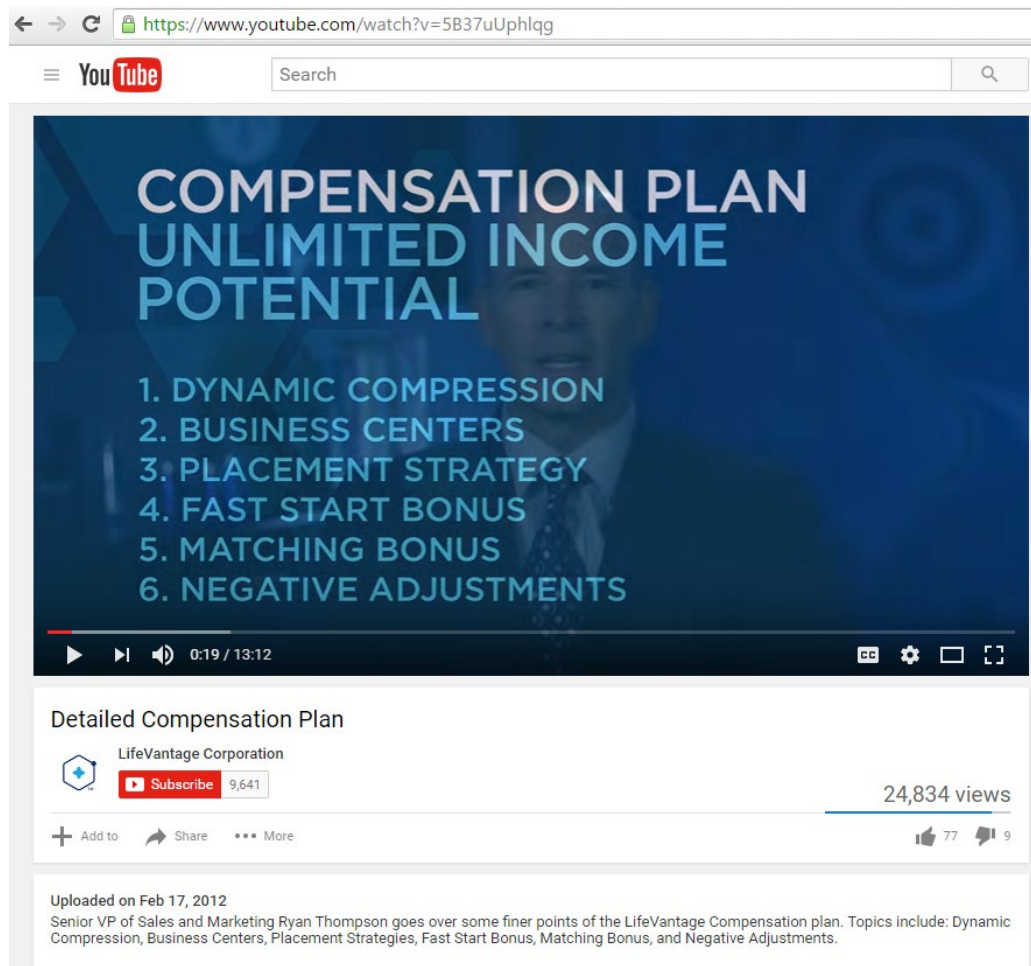 https://www.youtube.com/watch?v=5B37uUphlqg
YouTube
Search
COMPENSATION PLAN
UNLIMITED INCOME
POTENTIAL
1. DYNAMIC COMPRESSION
2. BUSINESS CENTERS
3. PLACEMENT STRATEGY
4. FAST START BONUS
5. MATCHING BONUS
6. NEGATIVE ADJUSTMENTS
0:19 / 13:12
CC
Detailed Compensation Plan
LifeVantage Corporation
Subscribe 9,641
24,834 views
Add to Share More 77 9
Uploaded on Feb 17, 2012
Senior VP of Sales and Marketing Ryan Thompson goes over some finer points of the LifeVantage Compensation plan. Topics include: Dynamic
Compression, Business Centers, Placement Strategies, Fast Start Bonus, Matching Bonus, and Negative Adjustments.